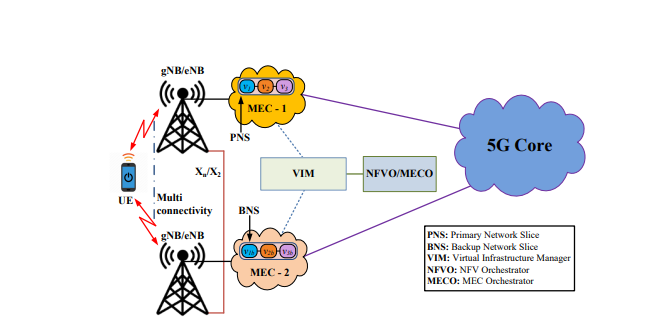 gNB/eNB
v1 v2 v3
MEC - 1
PNS
5G Core
Xn/X2
VIM
NFVO/MECO
UE
Multi
connectivity
BNS
gNB/eNB
v1b v2b v3b
MEC - 2
PNS: Primary Network Slice
BNS: Backup Network Slice
VIM: Virtual Infrastructure Manager
NFVO: NFV Orchestrator
MECO: MEC Orchestrator